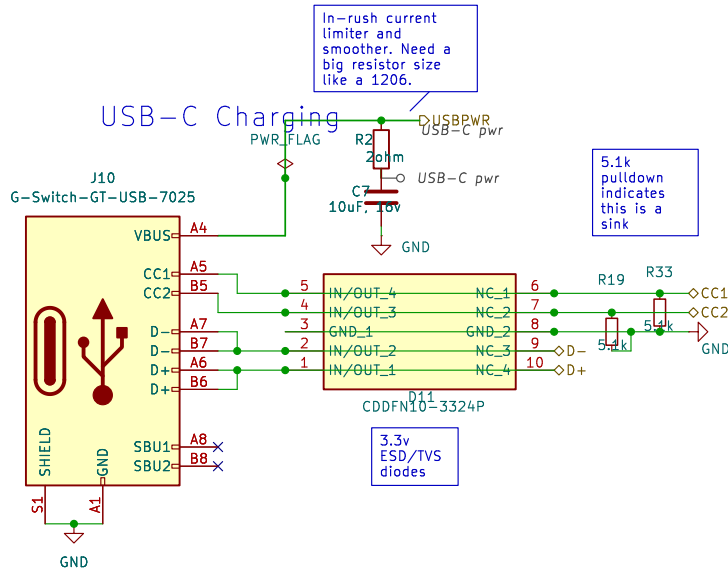 In-rush current
limiter and
smoother. Need a
big resistor size
like a 1206.
USB-C Charging
USBPWR
USB-C pwr
PWR_FLAG
R2
2ohm
USB-C pwr
C7
10uF, 16v
GND
5.1k
pulldown
indicates
this is a
sink
J10
G-Switch-GT-USB-7025
VBUS A4
CC1 A5
CC2 B5
D- A7
D- B7
D+ A6
D+ B6
SBU1 A8
SBU2 B8
SHIELD
GND
S1
A1
GND
5 IN/OUT_4 NC_1 6
4 IN/OUT_3 NC_2 7
3 GND_1 GND_2 8
2 IN/OUT_2 NC_3 9
1 IN/OUT_1 NC_4 10
D-
D+
D11
CDDFN10-3324P
R19
5.1k
R33
5.1k
CC1
CC2
GND
3.3v
ESD/TVS
diodes